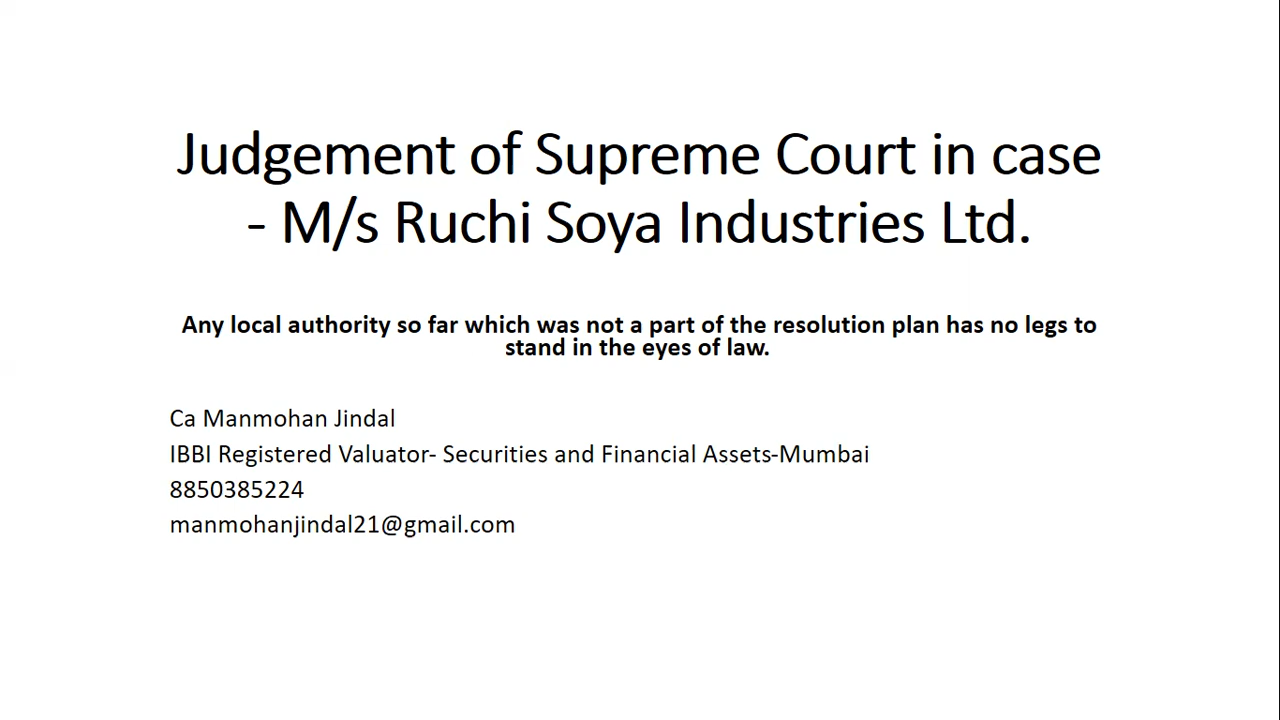 Judgement of Supreme Court in case
- M/s Ruchi Soya Industries Ltd.
Any local authority so far which was not a part of the resolution plan has no legs to
stand in the eyes of law.
Ca Manmohan Jindal
IBBI Registered Valuator- Securities and Financial Assets-Mumbai
8850385224
manmohanjindal21@gmail.com